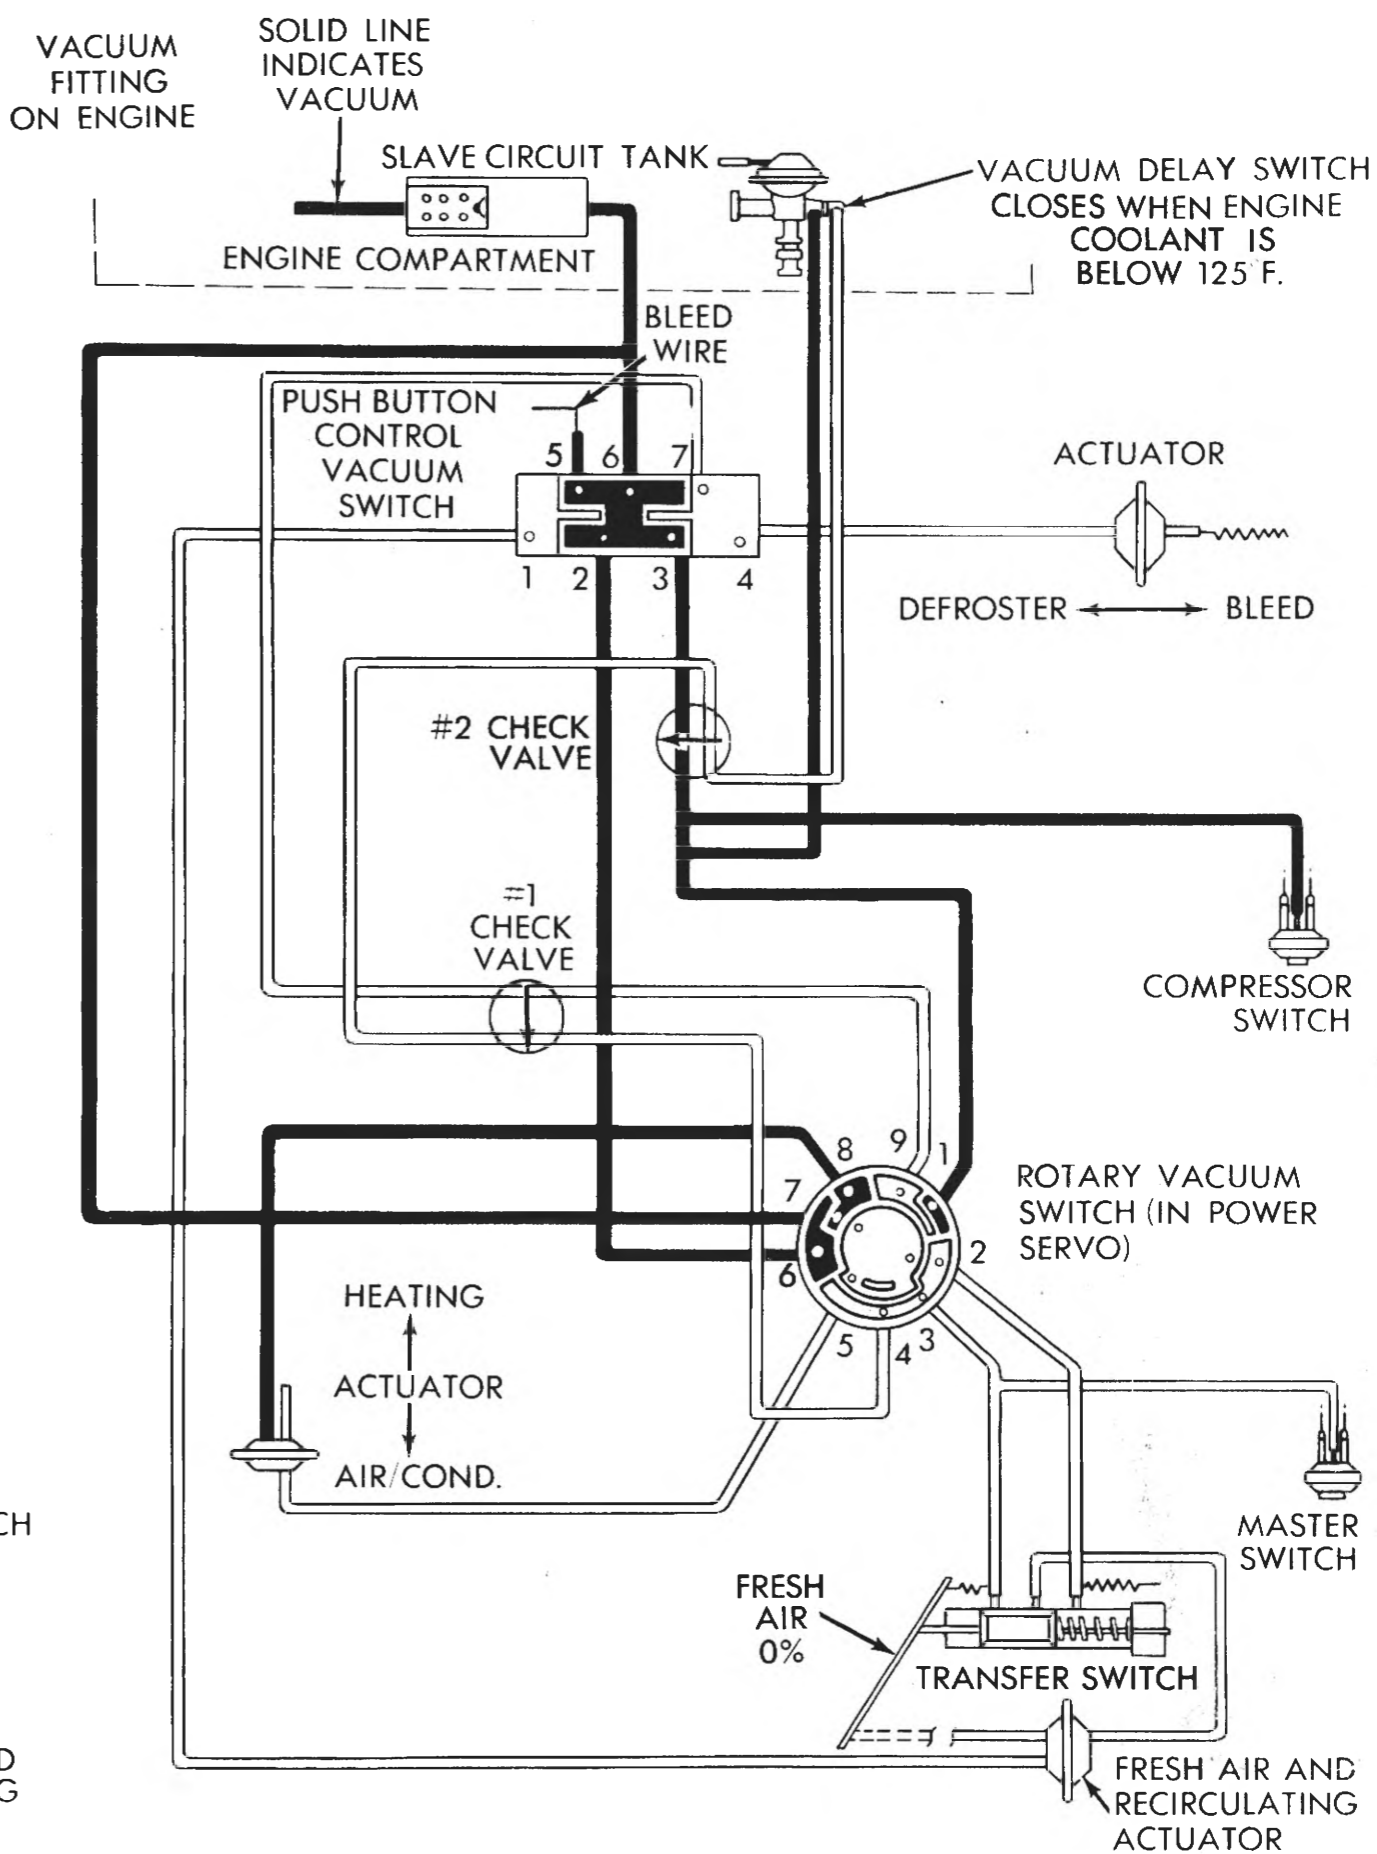 VACUUM
FITTING
ON ENGINE
SOLID LINE
INDICATES
VACUUM
SLAVE CIRCUIT TANK
VACUUM DELAY SWITCH
CLOSES WHEN ENGINE
COOLANT IS
BELOW 125°F.
ENGINE COMPARTMENT
BLEED
WIRE
PUSH BUTTON
CONTROL
VACUUM
SWITCH
5 6 7
1 2 3 4
ACTUATOR
DEFROSTER
BLEED
#2 CHECK
VALVE
#1
CHECK
VALVE
COMPRESSOR
SWITCH
8 9 1
7
2
6
5 4 3
ROTARY VACUUM
SWITCH (IN POWER
SERVO)
HEATING
ACTUATOR
AIR/COND.
CH
MASTER
SWITCH
FRESH
AIR
0%
TRANSFER SWITCH
D
G
FRESH AIR AND
RECIRCULATING
ACTUATOR